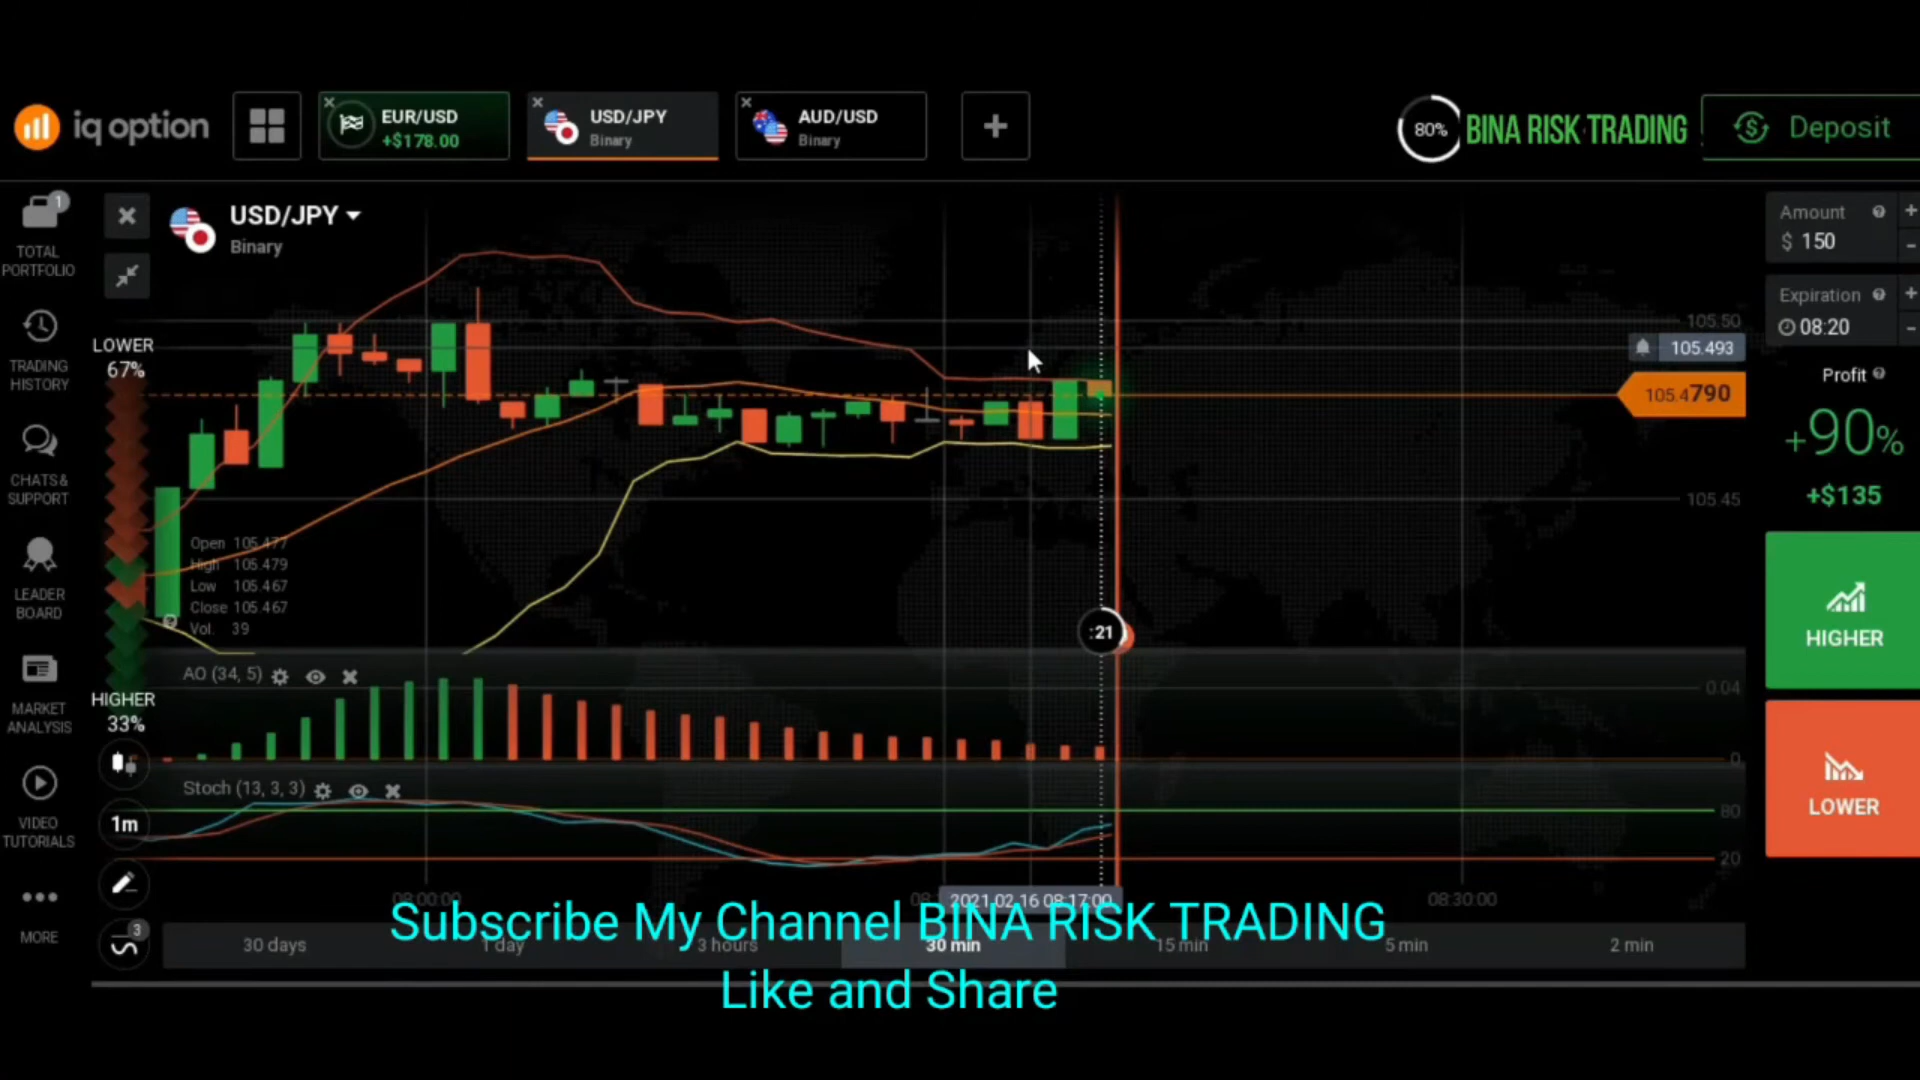 iq option
EUR/USD
+$178.00
USD/JPY
Binary
AUD/USD
Binary
+
80%
BINA RISK TRADING
Deposit
1
TOTAL
PORTFOLIO
TRADING
HISTORY
CHATS &
SUPPORT
LEADER
BOARD
MARKET
ANALYSIS
VIDEO
TUTORIALS
MORE
USD/JPY
Binary
LOWER
67%
HIGHER
33%
1m
3
Open 105.477
High 105.479
Low 105.467
Close 105.467
Vol. 39
AO (34, 5)
Stoch (13, 3, 3)
105.50
105.493
105.4790
105.45
:21
0.04
0
80
20
08:00:00
2021.02.16 08:17:00
08:30:00
30 days
1 day
3 hours
30 min
15 min
5 min
2 min
Amount
$ 150
Expiration
08:20
Profit
+90%
+$135
HIGHER
LOWER
Subscribe My Channel BINA RISK TRADING
Like and Share